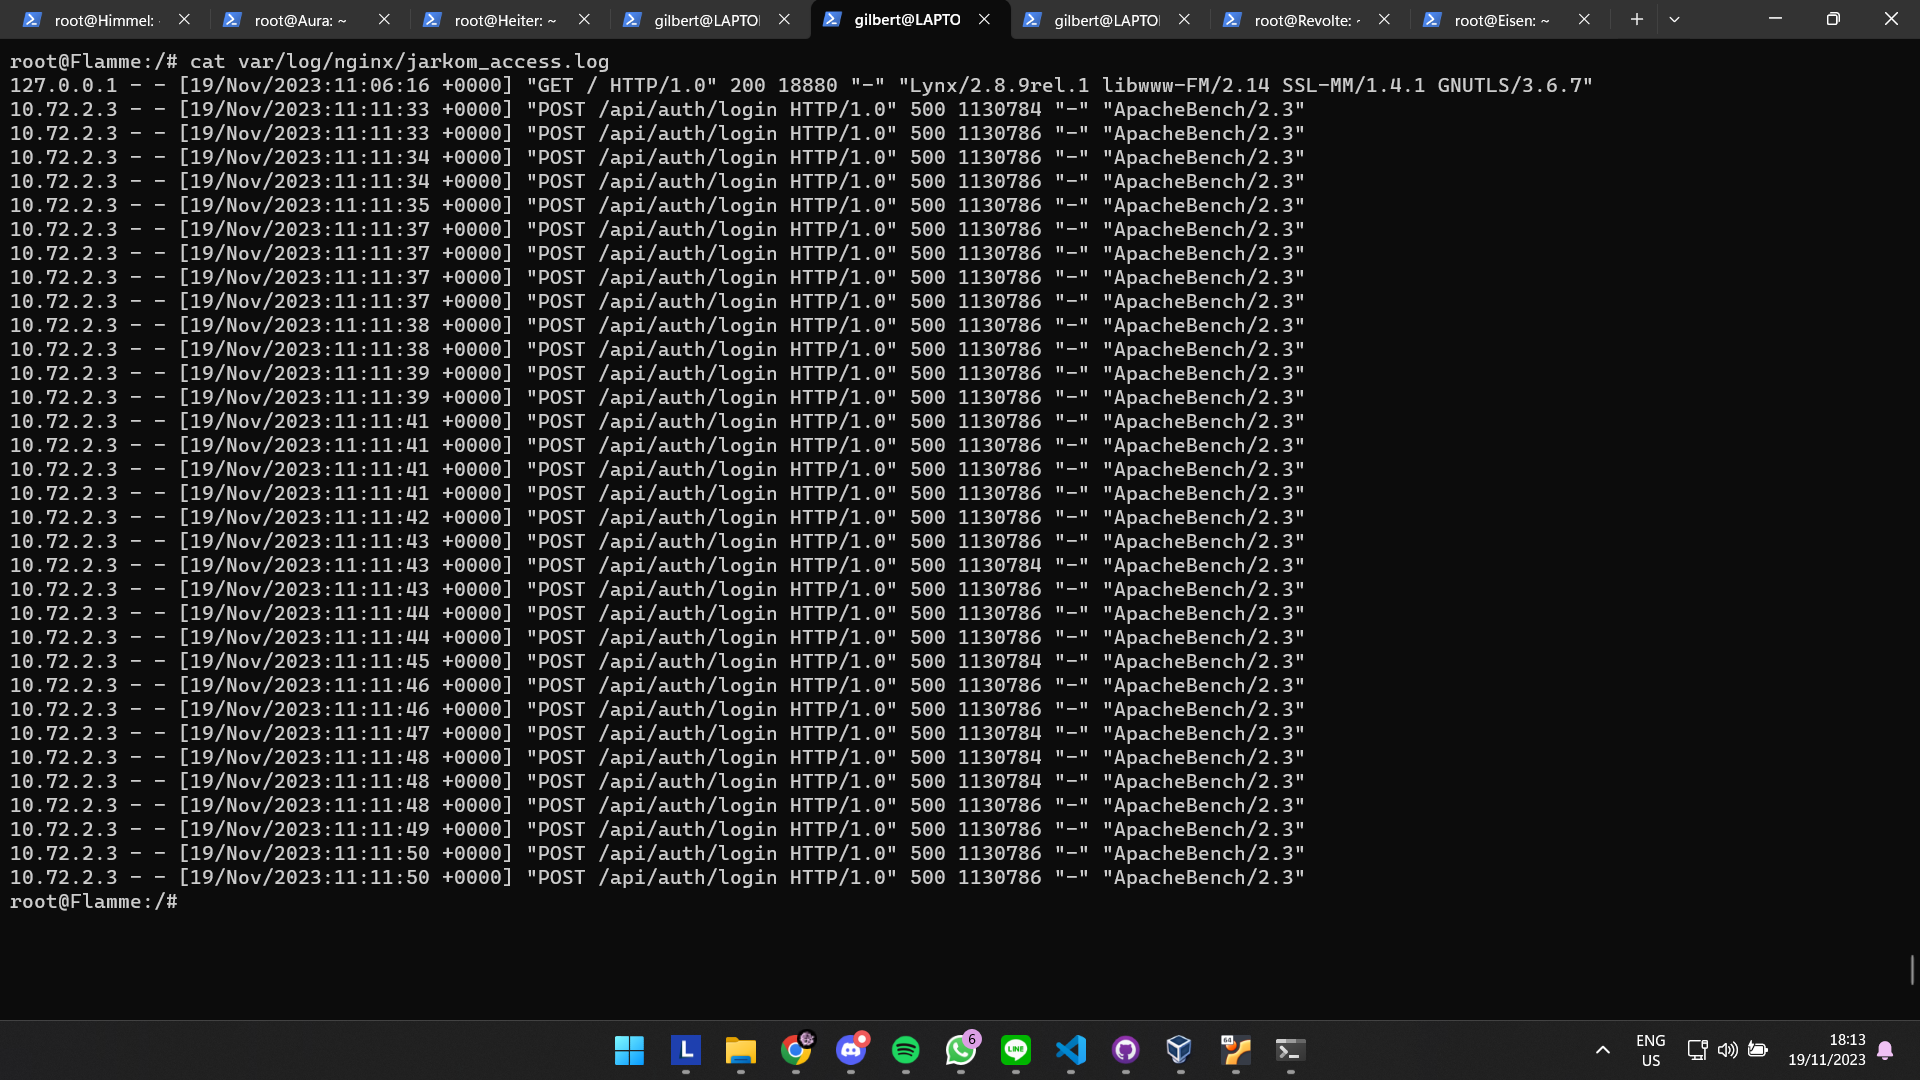 root@Himmel: ~
root@Aura: ~
root@Heiter: ~
gilbert@LAPTO
gilbert@LAPTO
gilbert@LAPTO
root@Revolte: ~
root@Eisen: ~
root@Flamme:/# cat var/log/nginx/jarkom_access.log
127.0.0.1 - - [19/Nov/2023:11:06:16 +0000] "GET / HTTP/1.0" 200 18880 "-" "Lynx/2.8.9rel.1 libwww-FM/2.14 SSL-MM/1.4.1 GNUTLS/3.6.7"
10.72.2.3 - - [19/Nov/2023:11:11:33 +0000] "POST /api/auth/login HTTP/1.0" 500 1130784 "-" "ApacheBench/2.3"
10.72.2.3 - - [19/Nov/2023:11:11:33 +0000] "POST /api/auth/login HTTP/1.0" 500 1130786 "-" "ApacheBench/2.3"
10.72.2.3 - - [19/Nov/2023:11:11:34 +0000] "POST /api/auth/login HTTP/1.0" 500 1130786 "-" "ApacheBench/2.3"
10.72.2.3 - - [19/Nov/2023:11:11:34 +0000] "POST /api/auth/login HTTP/1.0" 500 1130786 "-" "ApacheBench/2.3"
10.72.2.3 - - [19/Nov/2023:11:11:35 +0000] "POST /api/auth/login HTTP/1.0" 500 1130786 "-" "ApacheBench/2.3"
10.72.2.3 - - [19/Nov/2023:11:11:37 +0000] "POST /api/auth/login HTTP/1.0" 500 1130786 "-" "ApacheBench/2.3"
10.72.2.3 - - [19/Nov/2023:11:11:37 +0000] "POST /api/auth/login HTTP/1.0" 500 1130786 "-" "ApacheBench/2.3"
10.72.2.3 - - [19/Nov/2023:11:11:37 +0000] "POST /api/auth/login HTTP/1.0" 500 1130786 "-" "ApacheBench/2.3"
10.72.2.3 - - [19/Nov/2023:11:11:37 +0000] "POST /api/auth/login HTTP/1.0" 500 1130786 "-" "ApacheBench/2.3"
10.72.2.3 - - [19/Nov/2023:11:11:38 +0000] "POST /api/auth/login HTTP/1.0" 500 1130786 "-" "ApacheBench/2.3"
10.72.2.3 - - [19/Nov/2023:11:11:38 +0000] "POST /api/auth/login HTTP/1.0" 500 1130786 "-" "ApacheBench/2.3"
10.72.2.3 - - [19/Nov/2023:11:11:39 +0000] "POST /api/auth/login HTTP/1.0" 500 1130786 "-" "ApacheBench/2.3"
10.72.2.3 - - [19/Nov/2023:11:11:39 +0000] "POST /api/auth/login HTTP/1.0" 500 1130786 "-" "ApacheBench/2.3"
10.72.2.3 - - [19/Nov/2023:11:11:41 +0000] "POST /api/auth/login HTTP/1.0" 500 1130786 "-" "ApacheBench/2.3"
10.72.2.3 - - [19/Nov/2023:11:11:41 +0000] "POST /api/auth/login HTTP/1.0" 500 1130786 "-" "ApacheBench/2.3"
10.72.2.3 - - [19/Nov/2023:11:11:41 +0000] "POST /api/auth/login HTTP/1.0" 500 1130786 "-" "ApacheBench/2.3"
10.72.2.3 - - [19/Nov/2023:11:11:41 +0000] "POST /api/auth/login HTTP/1.0" 500 1130786 "-" "ApacheBench/2.3"
10.72.2.3 - - [19/Nov/2023:11:11:42 +0000] "POST /api/auth/login HTTP/1.0" 500 1130786 "-" "ApacheBench/2.3"
10.72.2.3 - - [19/Nov/2023:11:11:43 +0000] "POST /api/auth/login HTTP/1.0" 500 1130786 "-" "ApacheBench/2.3"
10.72.2.3 - - [19/Nov/2023:11:11:43 +0000] "POST /api/auth/login HTTP/1.0" 500 1130784 "-" "ApacheBench/2.3"
10.72.2.3 - - [19/Nov/2023:11:11:43 +0000] "POST /api/auth/login HTTP/1.0" 500 1130786 "-" "ApacheBench/2.3"
10.72.2.3 - - [19/Nov/2023:11:11:44 +0000] "POST /api/auth/login HTTP/1.0" 500 1130786 "-" "ApacheBench/2.3"
10.72.2.3 - - [19/Nov/2023:11:11:44 +0000] "POST /api/auth/login HTTP/1.0" 500 1130786 "-" "ApacheBench/2.3"
10.72.2.3 - - [19/Nov/2023:11:11:45 +0000] "POST /api/auth/login HTTP/1.0" 500 1130784 "-" "ApacheBench/2.3"
10.72.2.3 - - [19/Nov/2023:11:11:46 +0000] "POST /api/auth/login HTTP/1.0" 500 1130786 "-" "ApacheBench/2.3"
10.72.2.3 - - [19/Nov/2023:11:11:46 +0000] "POST /api/auth/login HTTP/1.0" 500 1130786 "-" "ApacheBench/2.3"
10.72.2.3 - - [19/Nov/2023:11:11:47 +0000] "POST /api/auth/login HTTP/1.0" 500 1130784 "-" "ApacheBench/2.3"
10.72.2.3 - - [19/Nov/2023:11:11:48 +0000] "POST /api/auth/login HTTP/1.0" 500 1130784 "-" "ApacheBench/2.3"
10.72.2.3 - - [19/Nov/2023:11:11:48 +0000] "POST /api/auth/login HTTP/1.0" 500 1130784 "-" "ApacheBench/2.3"
10.72.2.3 - - [19/Nov/2023:11:11:48 +0000] "POST /api/auth/login HTTP/1.0" 500 1130786 "-" "ApacheBench/2.3"
10.72.2.3 - - [19/Nov/2023:11:11:49 +0000] "POST /api/auth/login HTTP/1.0" 500 1130786 "-" "ApacheBench/2.3"
10.72.2.3 - - [19/Nov/2023:11:11:50 +0000] "POST /api/auth/login HTTP/1.0" 500 1130786 "-" "ApacheBench/2.3"
10.72.2.3 - - [19/Nov/2023:11:11:50 +0000] "POST /api/auth/login HTTP/1.0" 500 1130786 "-" "ApacheBench/2.3"
root@Flamme:/#
L
6
LINE
64
ENG
US
18:13
19/11/2023